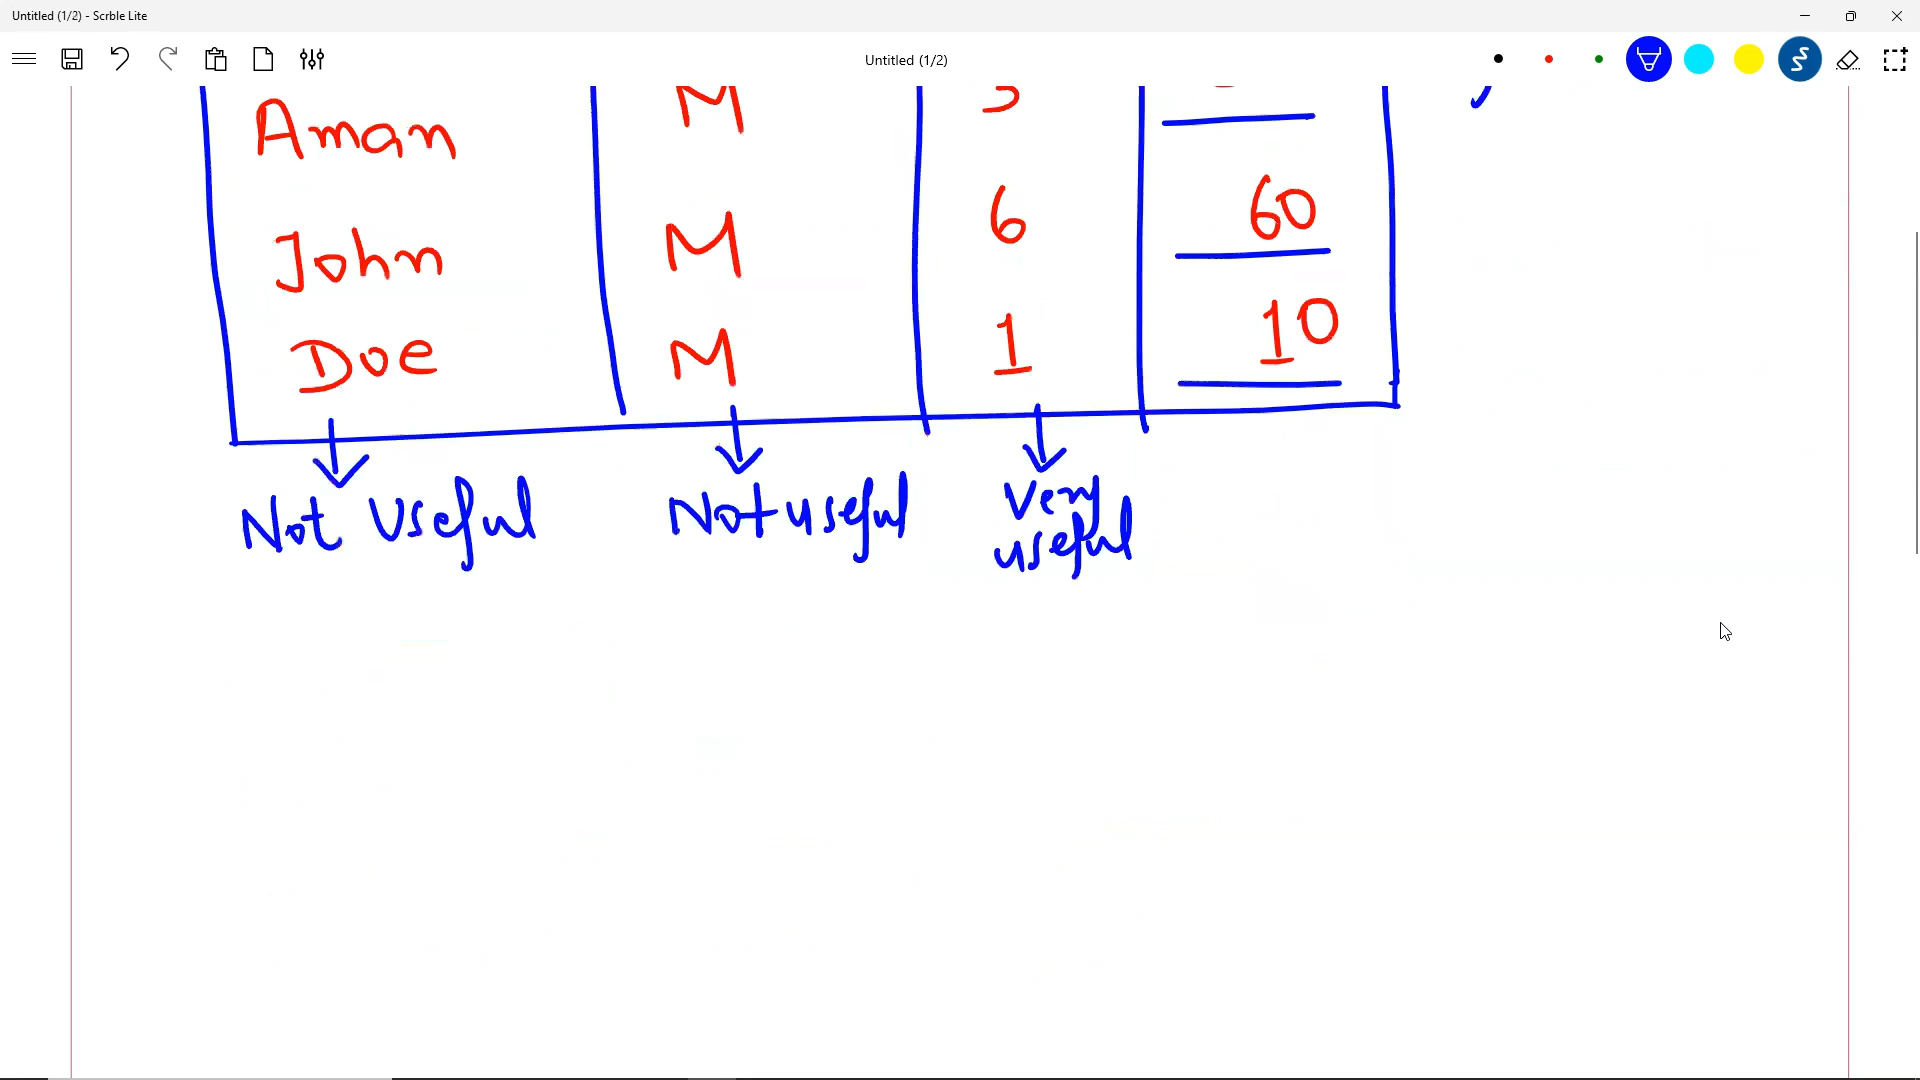 Untitled (1/2) - Scrble Lite
Untitled (1/2)
Aman M
John M 6 60
Doe M 1 10
Not Useful Not useful Very useful